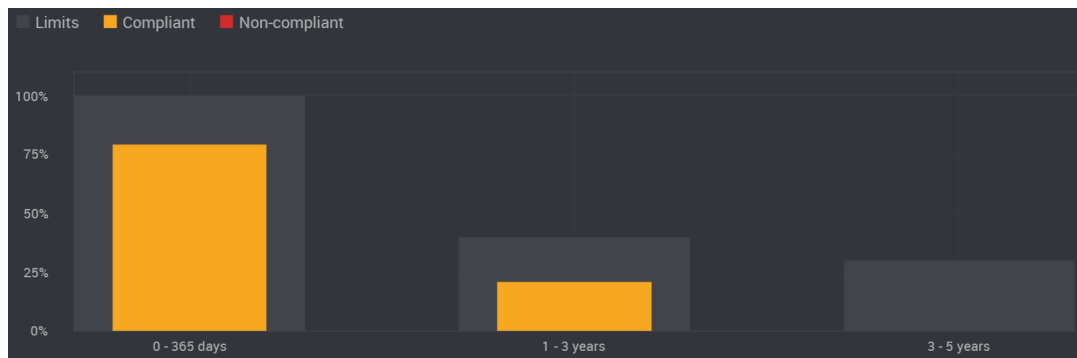 Limits Compliant Non-compliant
100%
75%
50%
25%
0%
0 - 365 days 1 - 3 years 3 - 5 years